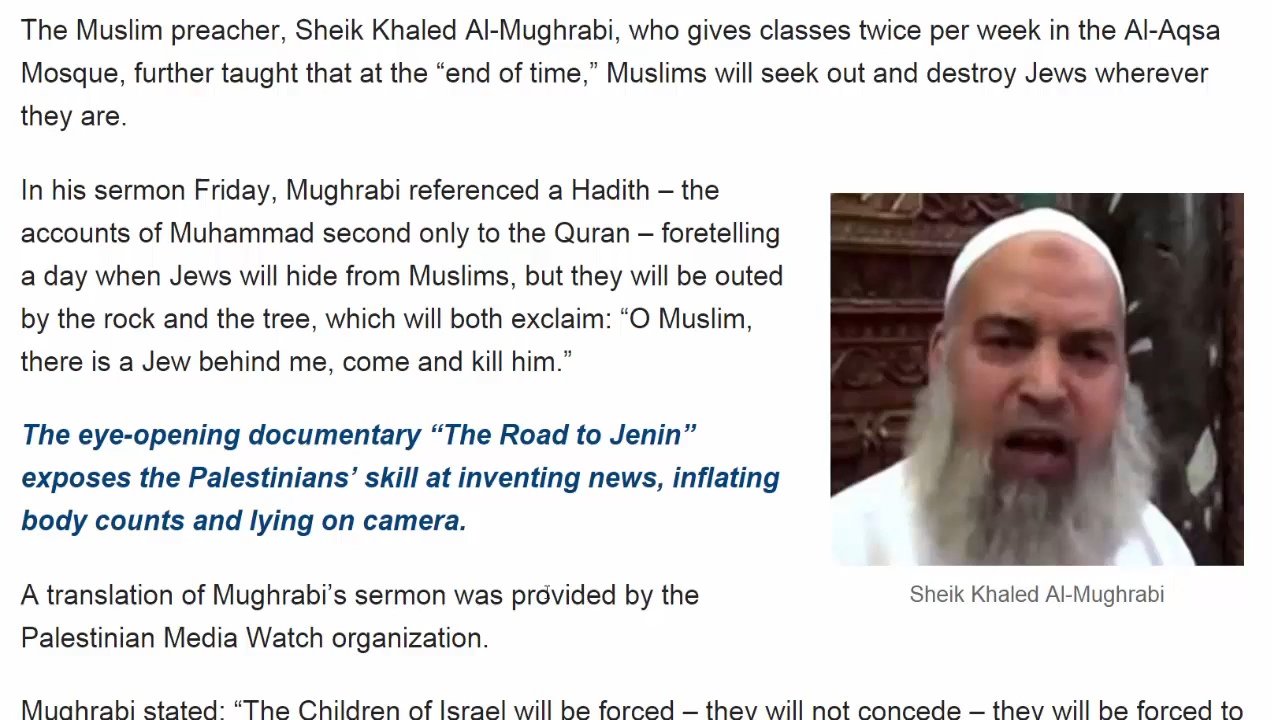 The Muslim preacher, Sheik Khaled Al-Mughrabi, who gives classes twice per week in the Al-Aqsa
Mosque, further taught that at the “end of time,” Muslims will seek out and destroy Jews wherever
they are.
In his sermon Friday, Mughrabi referenced a Hadith – the
accounts of Muhammad second only to the Quran – foretelling
a day when Jews will hide from Muslims, but they will be outed
by the rock and the tree, which will both exclaim: “O Muslim,
there is a Jew behind me, come and kill him.”
The eye-opening documentary “The Road to Jenin”
exposes the Palestinians’ skill at inventing news, inflating
body counts and lying on camera.
Sheik Khaled Al-Mughrabi
A translation of Mughrabi’s sermon was provided by the
Palestinian Media Watch organization.
Mughrabi stated: “The Children of Israel will be forced – they will not concede – they will be forced to